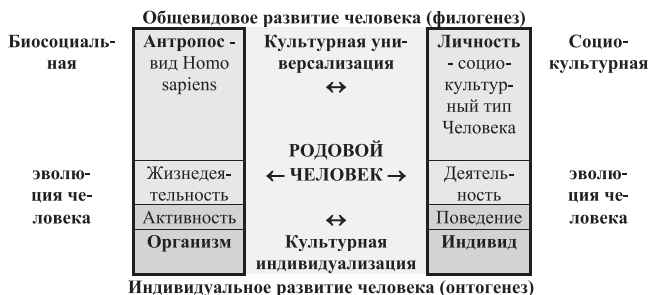 Общевидовое развитие человека (филогенез)
Биосоциаль-
ная
эволю-
ция че-
ловека
Антропос -
вид Homo
sapiens
Жизнедея-
тельность
Активность
Организм
Культурная уни-
версализация
↔
РОДОВОЙ
← ЧЕЛОВЕК →
↔
Культурная
индивидуализация
Личность
- социо-
культур-
ный тип
Человека
Деятель-
ность
Поведение
Индивид
Социо-
культурная
эволю-
ция че-
ловека
Индивидуальное развитие человека (онтогенез)